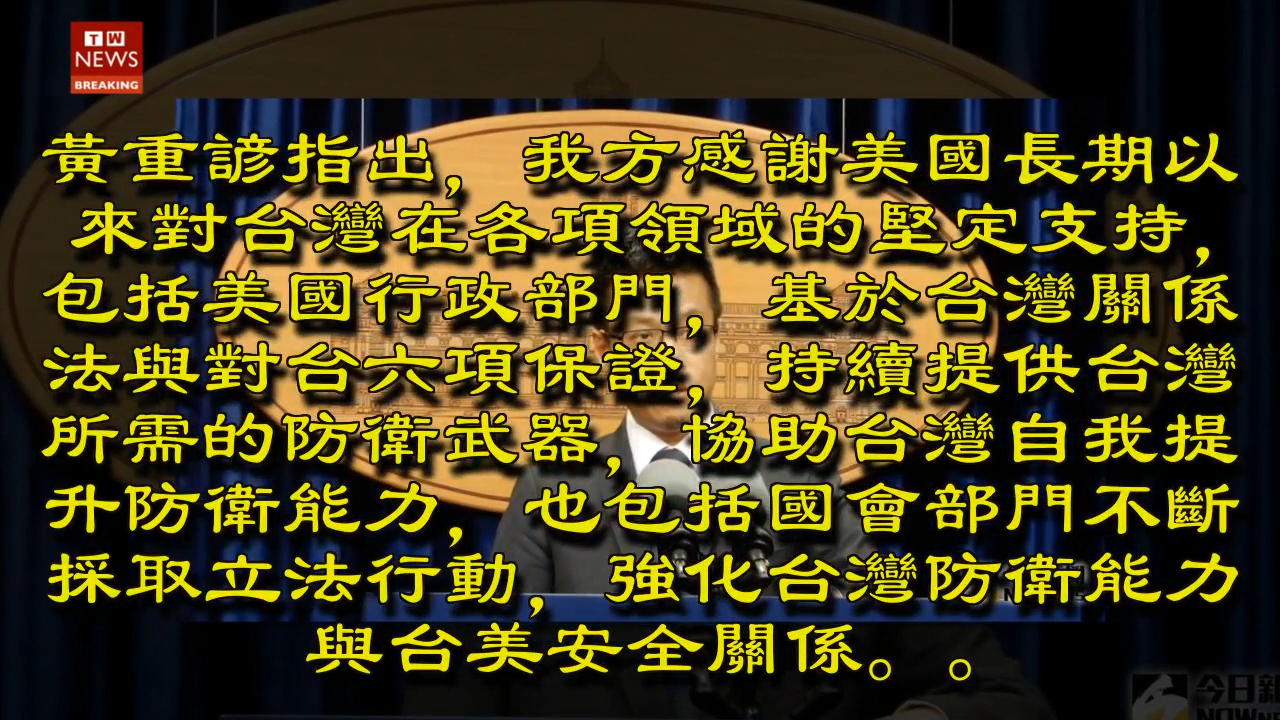 TW
NEWS
BREAKING
黃重諺指出，我方感謝美國長期以
來對台灣在各項領域的堅定支持，
包括美國行政部門，基於台灣關係
法與對台六項保證，持續提供台灣
所需的防衛武器，協助台灣自我提
升防衛能力，也包括國會部門不斷
採取立法行動，強化台灣防衛能力
與台美安全關係。。
今日新